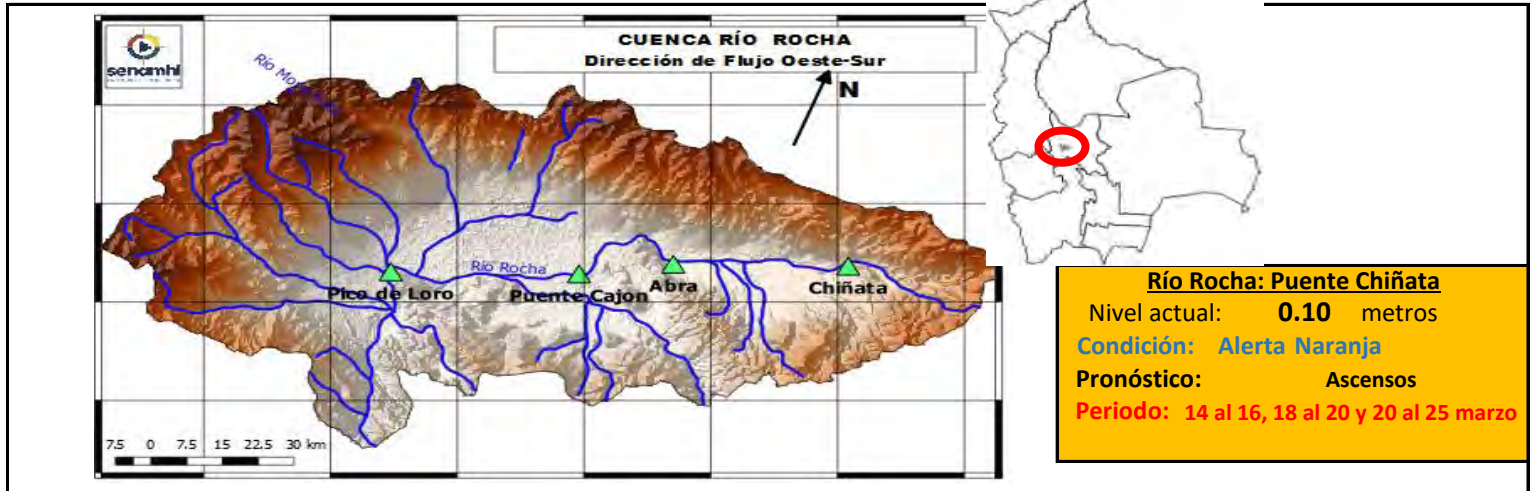 senamhi
CUENCA RÍO ROCHA
Dirección de Flujo Oeste-Sur
N
Río Rocha
Pico de Loro
Puente Cajon
Abra
Chiñata
7.5 0 7.5 15 22.5 30 km
Río Rocha: Puente Chiñata
Nivel actual: 0.10 metros
Condición: Alerta Naranja
Pronóstico: Ascensos
Periodo: 14 al 16, 18 al 20 y 20 al 25 marzo